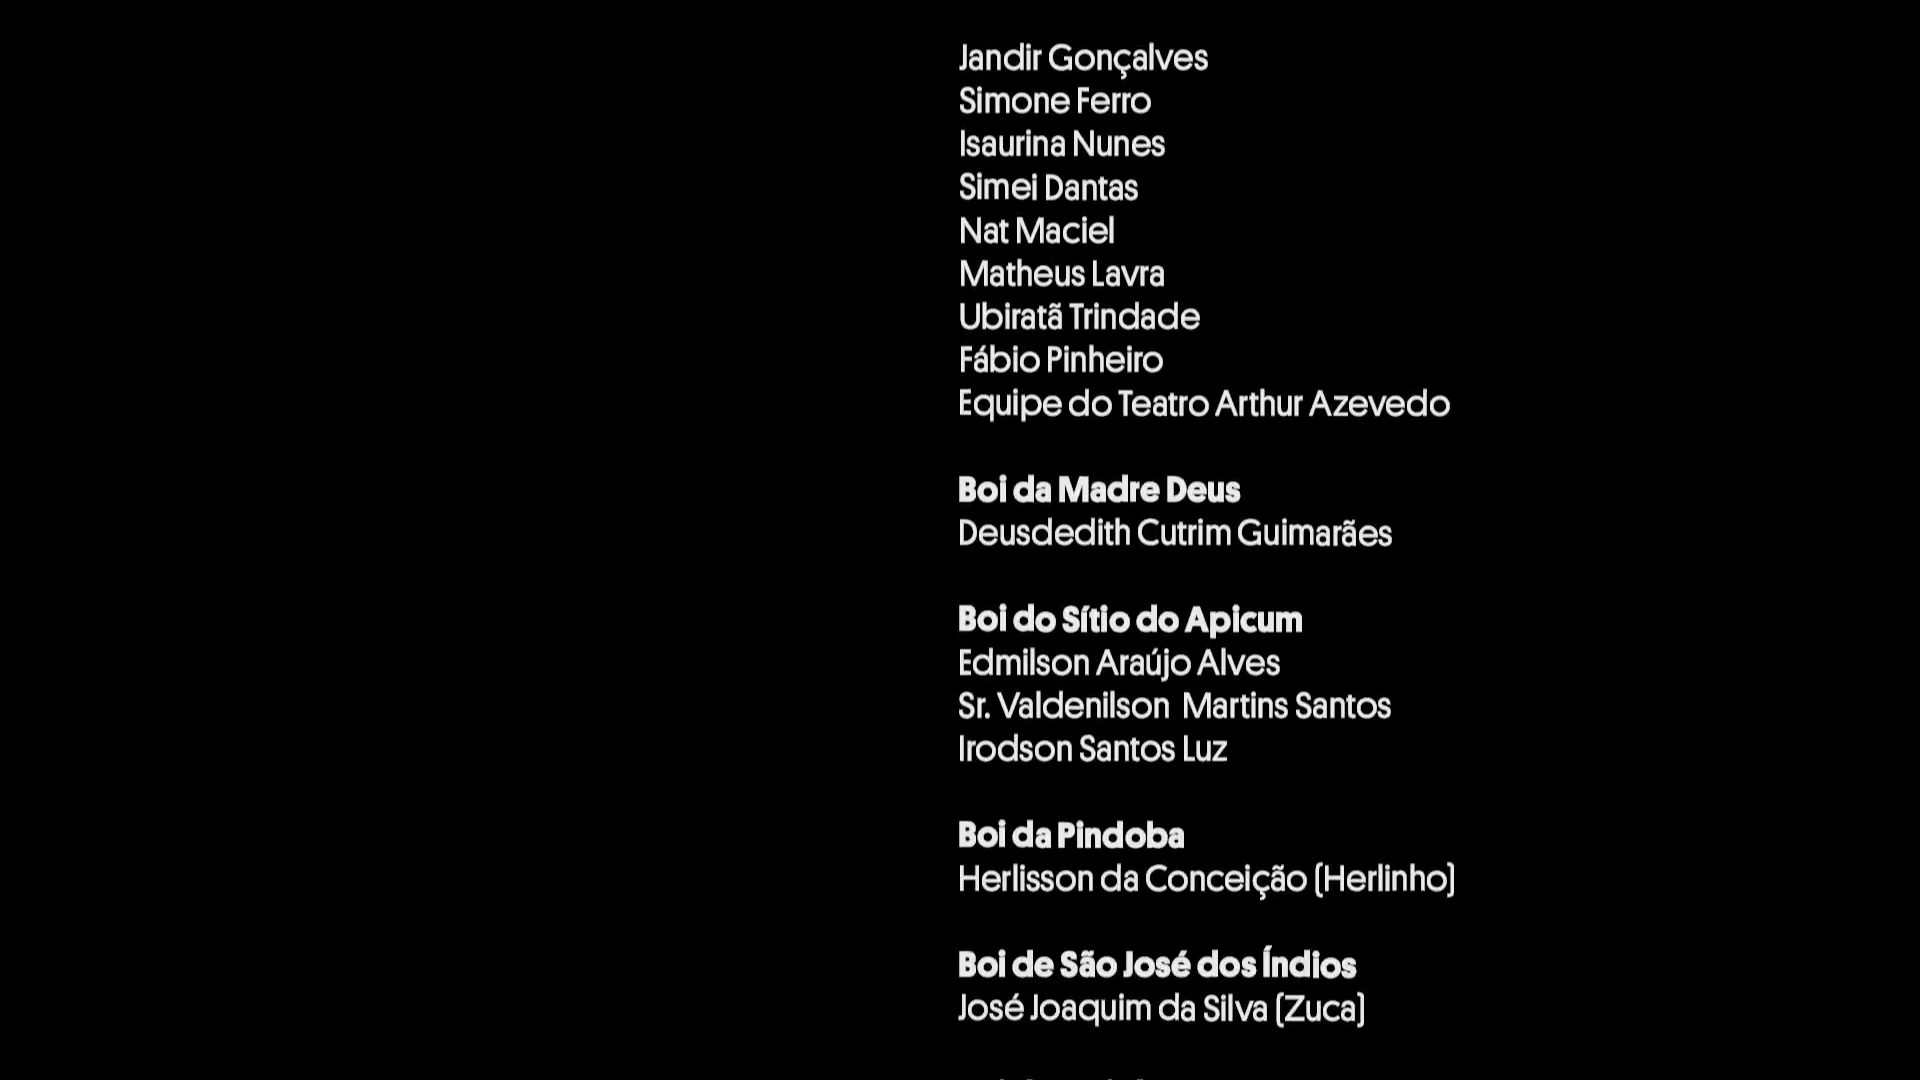 Jandir Gonçalves
Simone Ferro
Isaurina Nunes
Simei Dantas
Nat Maciel
Matheus Lavra
Ubiratã Trindade
Fábio Pinheiro
Equipe do Teatro Arthur Azevedo
Boi da Madre Deus
Deusdedith Cutrim Guimarães
Boi do Sítio do Apicum
Edmilson Araújo Alves
Sr. Valdenilson  Martins Santos
Irodson Santos Luz
Boi da Pindoba
Herlisson da Conceição (Herlinho)
Boi de São José dos Índios
José Joaquim da Silva (Zuca)